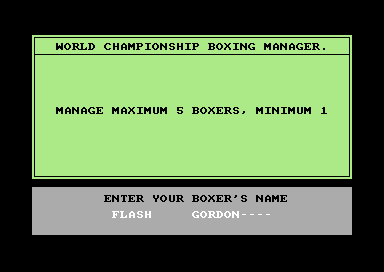 WORLD CHAMPIONSHIP BOXING MANAGER.
MANAGE MAXIMUM 5 BOXERS, MINIMUM 1
ENTER YOUR BOXER'S NAME
FLASH GORDON----